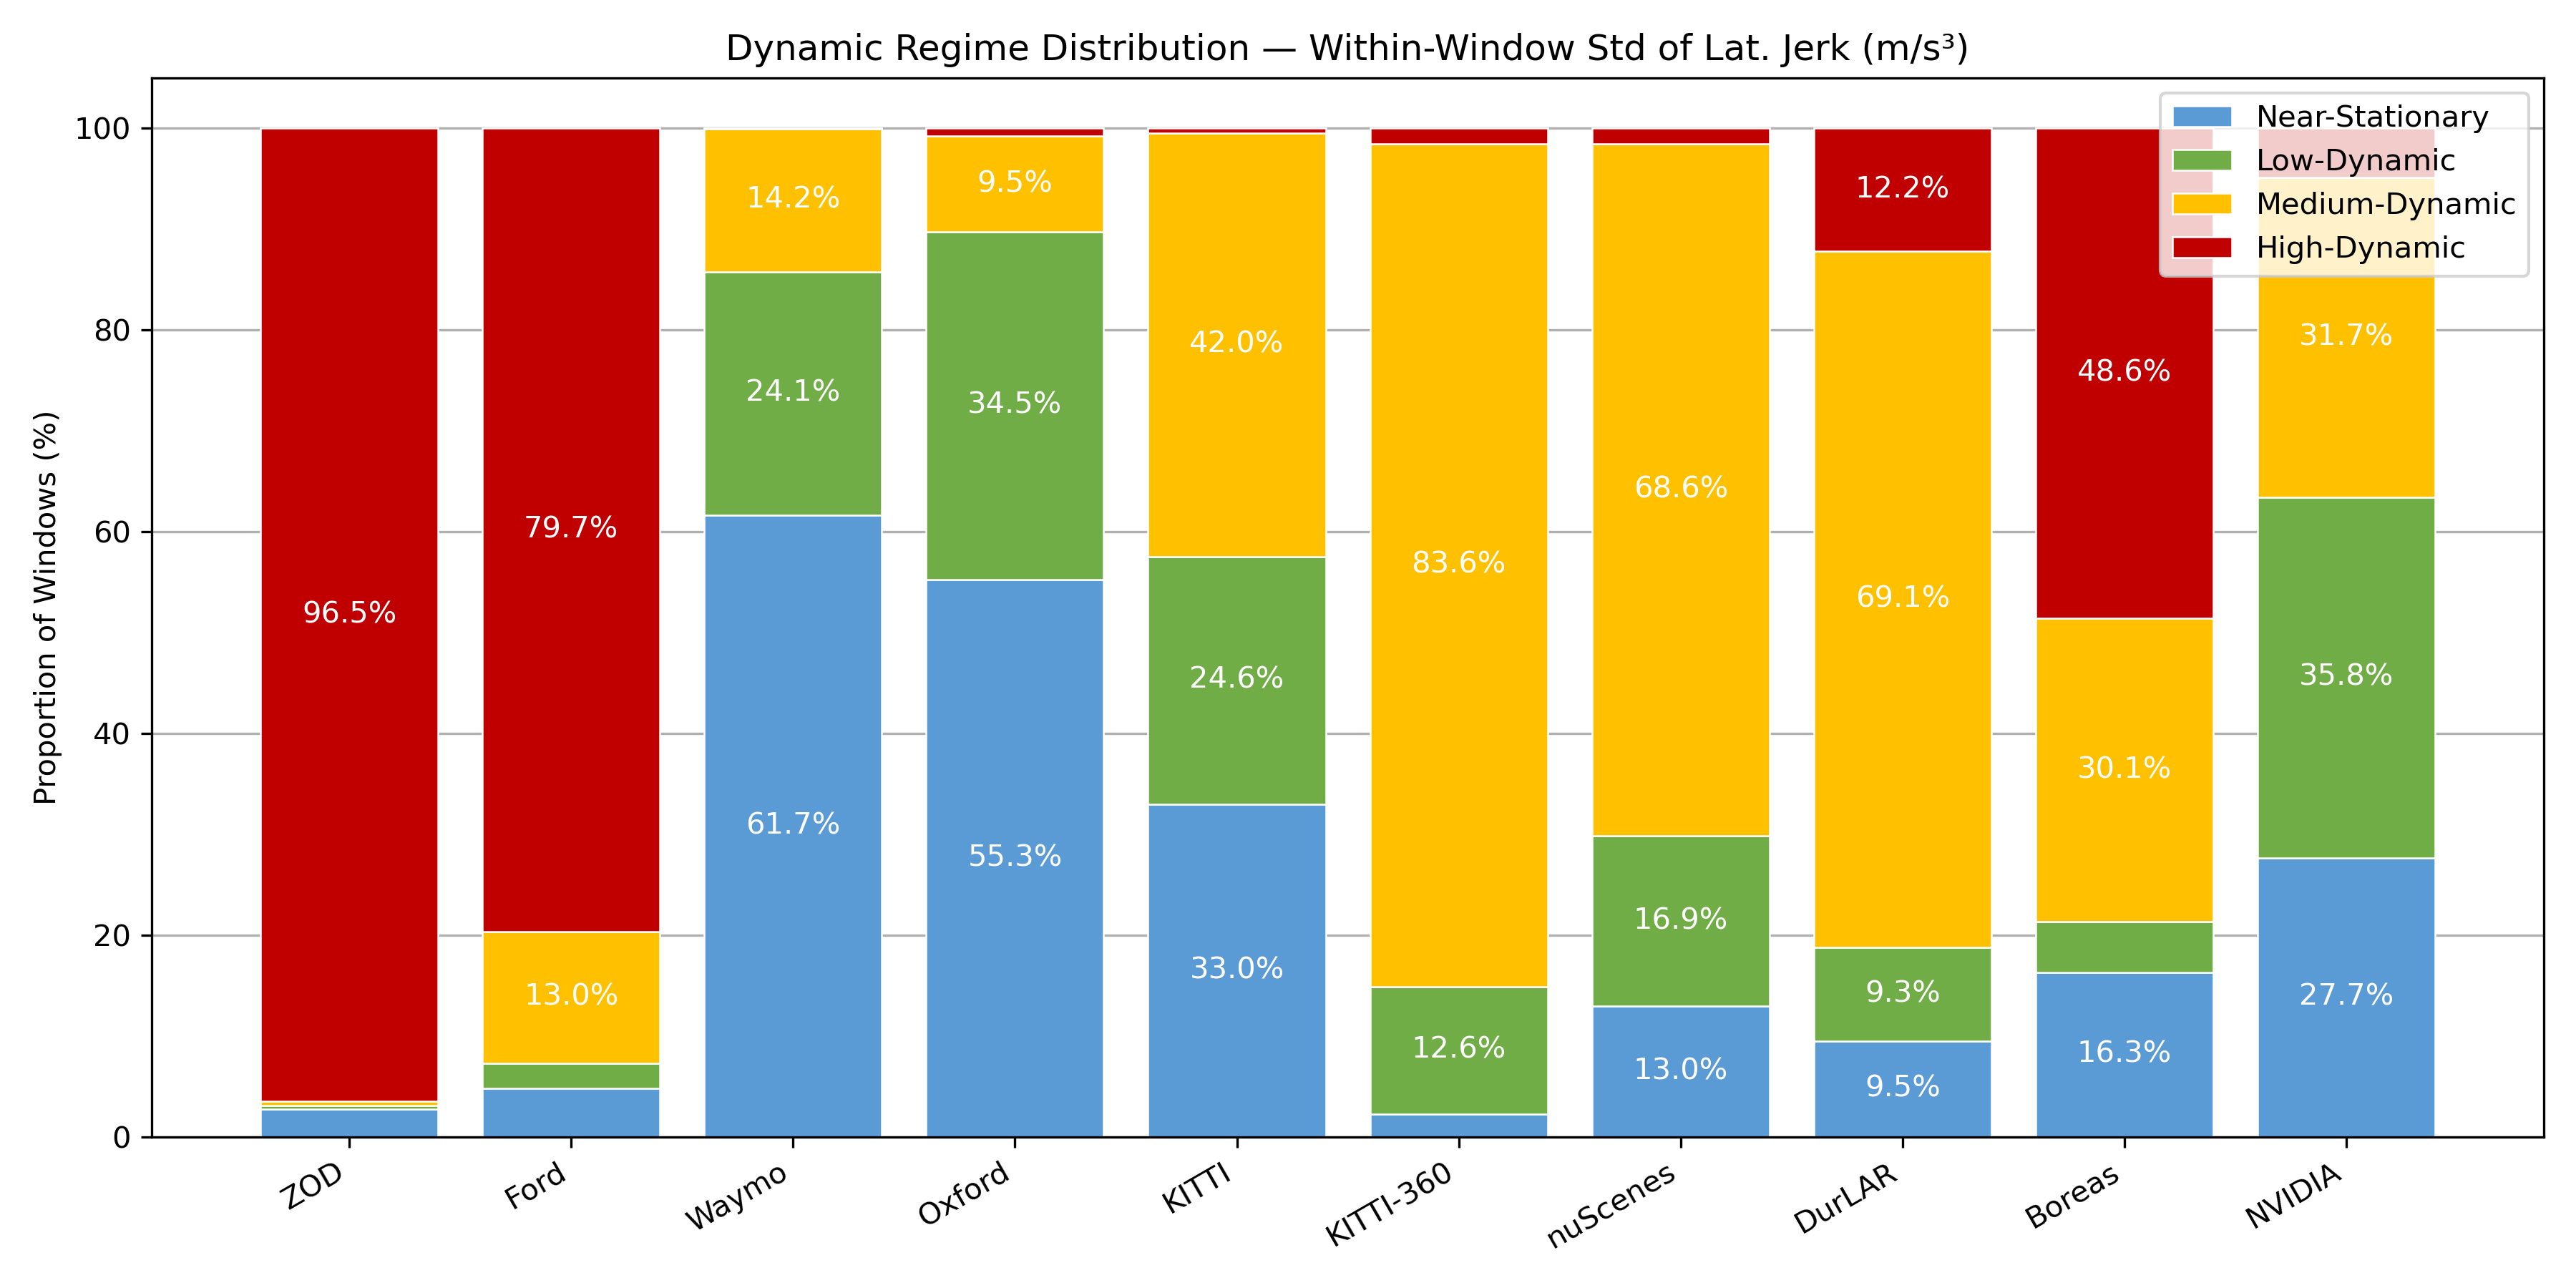 Dynamic Regime Distribution — Within-Window Std of Lat. Jerk (m/s³)
Proportion of Windows (%)
100
80
60
40
20
0
Near-Stationary
Low-Dynamic
Medium-Dynamic
High-Dynamic
96.5%
79.7%
13.0%
14.2%
24.1%
61.7%
9.5%
34.5%
55.3%
42.0%
24.6%
33.0%
83.6%
12.6%
68.6%
16.9%
13.0%
12.2%
69.1%
9.3%
9.5%
48.6%
30.1%
16.3%
31.7%
35.8%
27.7%
ZOD
Ford
Waymo
Oxford
KITTI
KITTI-360
nuScenes
DurLAR
Boreas
NVIDIA